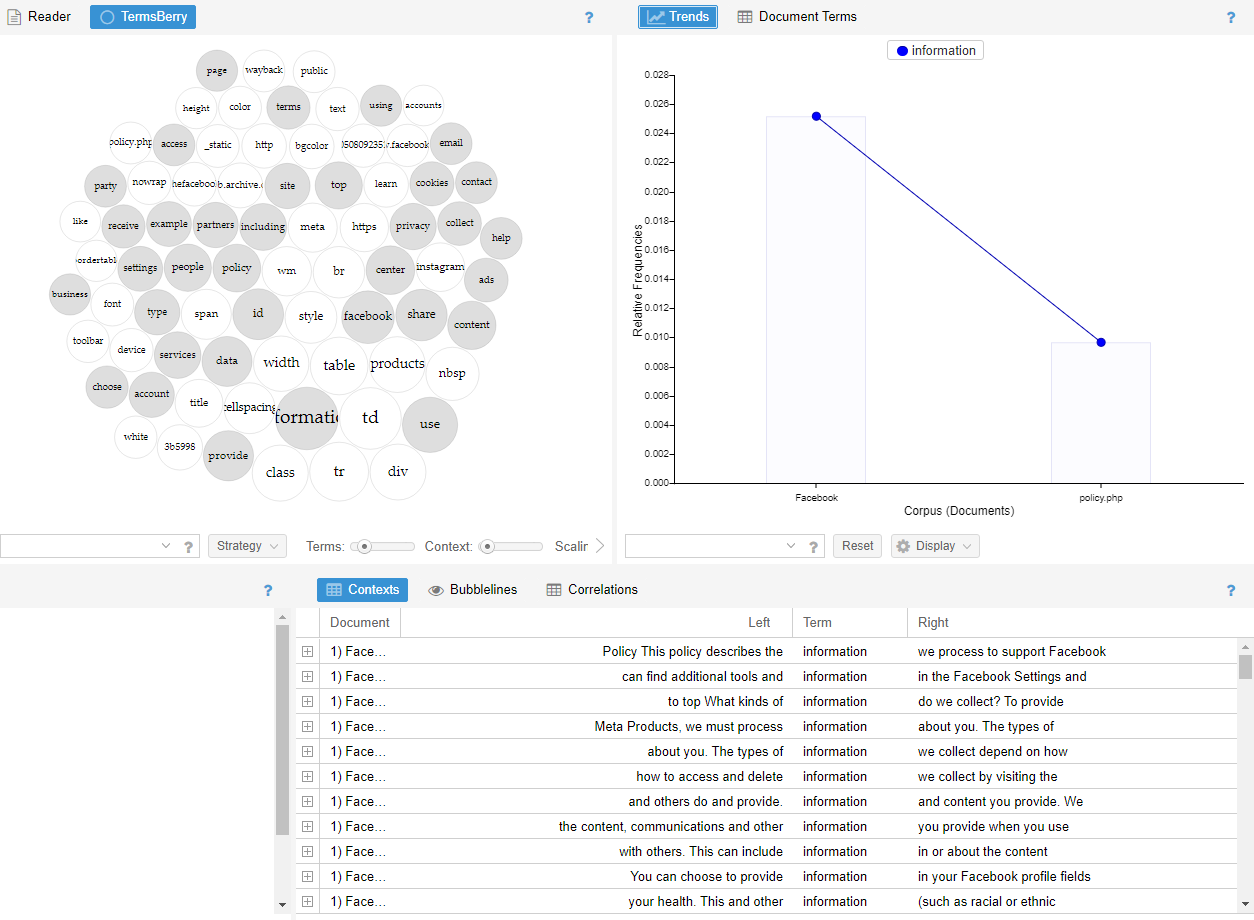 Reader TermsBerry ?
page wayback public
height color terms text using accounts
policy.php access _static http bgcolor 0508092352 v.facebook email
party nowrap hefaceboo b.archive.o site top learn cookies contact
like receive example partners including meta https privacy collect help
bordertabl settings people policy wm br center instagram ads
business font type span id style facebook share content
toolbar device services data width table products nbsp
choose account title cellspacing formatio td use
white 3b5998 provide class tr div
? Strategy Terms: Context: Scalin
Trends Document Terms ?
information
0.028
0.026
0.024
0.022
0.020
0.018
0.016
0.014
0.012
0.010
0.008
0.006
0.004
0.002
0.000
Relative Frequencies
Facebook policy.php
Corpus (Documents)
? Reset Display
?
Contexts Bubblelines Correlations ?
Document Left Term Right
1) Face... Policy This policy describes the information we process to support Facebook
1) Face... can find additional tools and information in the Facebook Settings and
1) Face... to top What kinds of information do we collect? To provide
1) Face... Meta Products, we must process information about you. The types of
1) Face... about you. The types of information we collect depend on how
1) Face... how to access and delete information we collect by visiting the
1) Face... and others do and provide. information and content you provide. We
1) Face... the content, communications and other information you provide when you use
1) Face... with others. This can include information in or about the content
1) Face... You can choose to provide information in your Facebook profile fields
1) Face... your health. This and other information (such as racial or ethnic